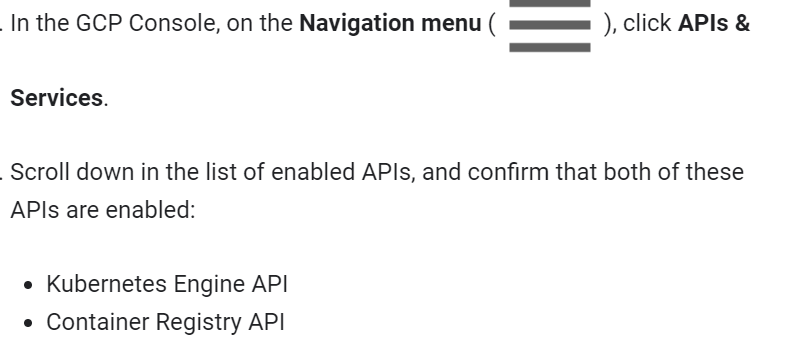 . In the GCP Console, on the Navigation menu ( ), click APIs &
Services.
. Scroll down in the list of enabled APIs, and confirm that both of these
APIs are enabled:
• Kubernetes Engine API
• Container Registry API